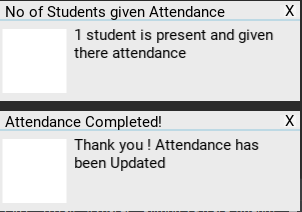 No of Students given Attendance X
1 student is present and given
there attendance
Attendance Completed! X
Thank you ! Attendance has
been Updated